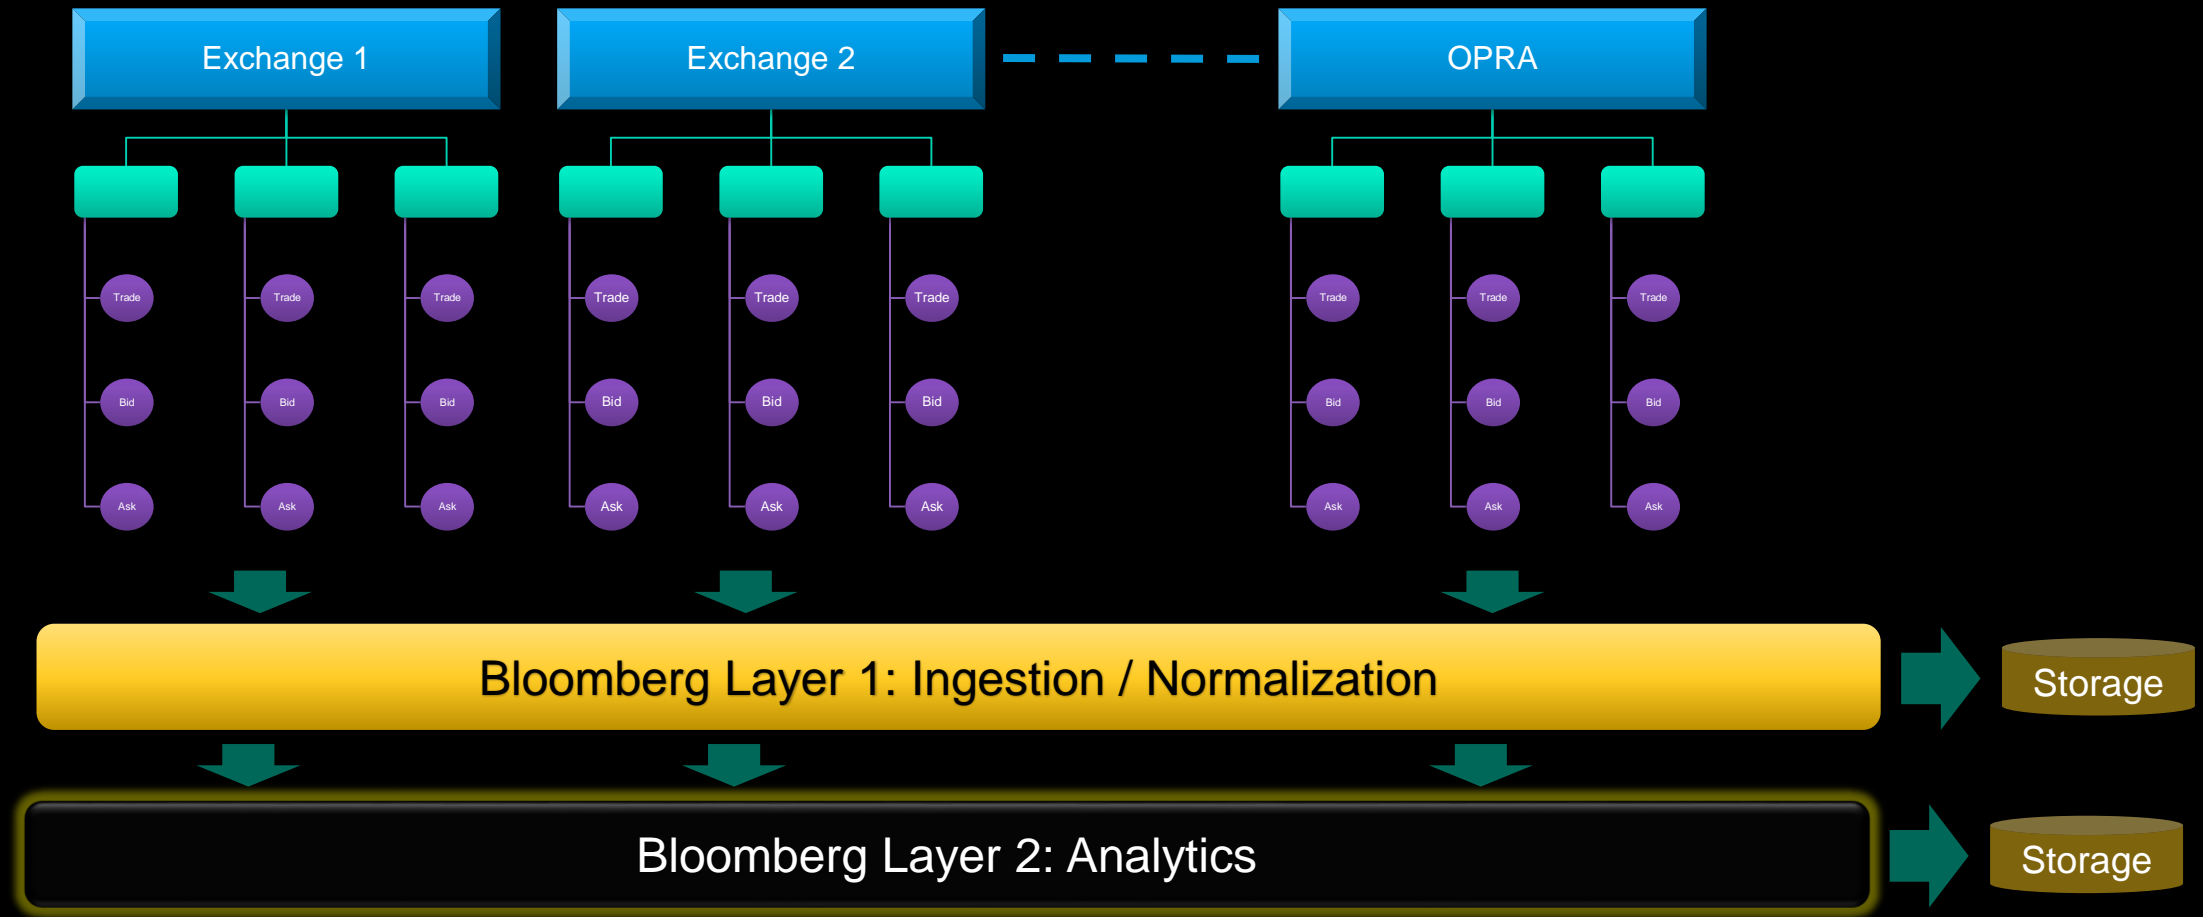 Exchange 1
Exchange 2
OPRA
Trade
Trade
Trade
Trade
Trade
Trade
Trade
Trade
Trade
Bid
Bid
Bid
Bid
Bid
Bid
Bid
Bid
Bid
Ask
Ask
Ask
Ask
Ask
Ask
Ask
Ask
Ask
Bloomberg Layer 1: Ingestion / Normalization
Storage
Bloomberg Layer 2: Analytics
Storage